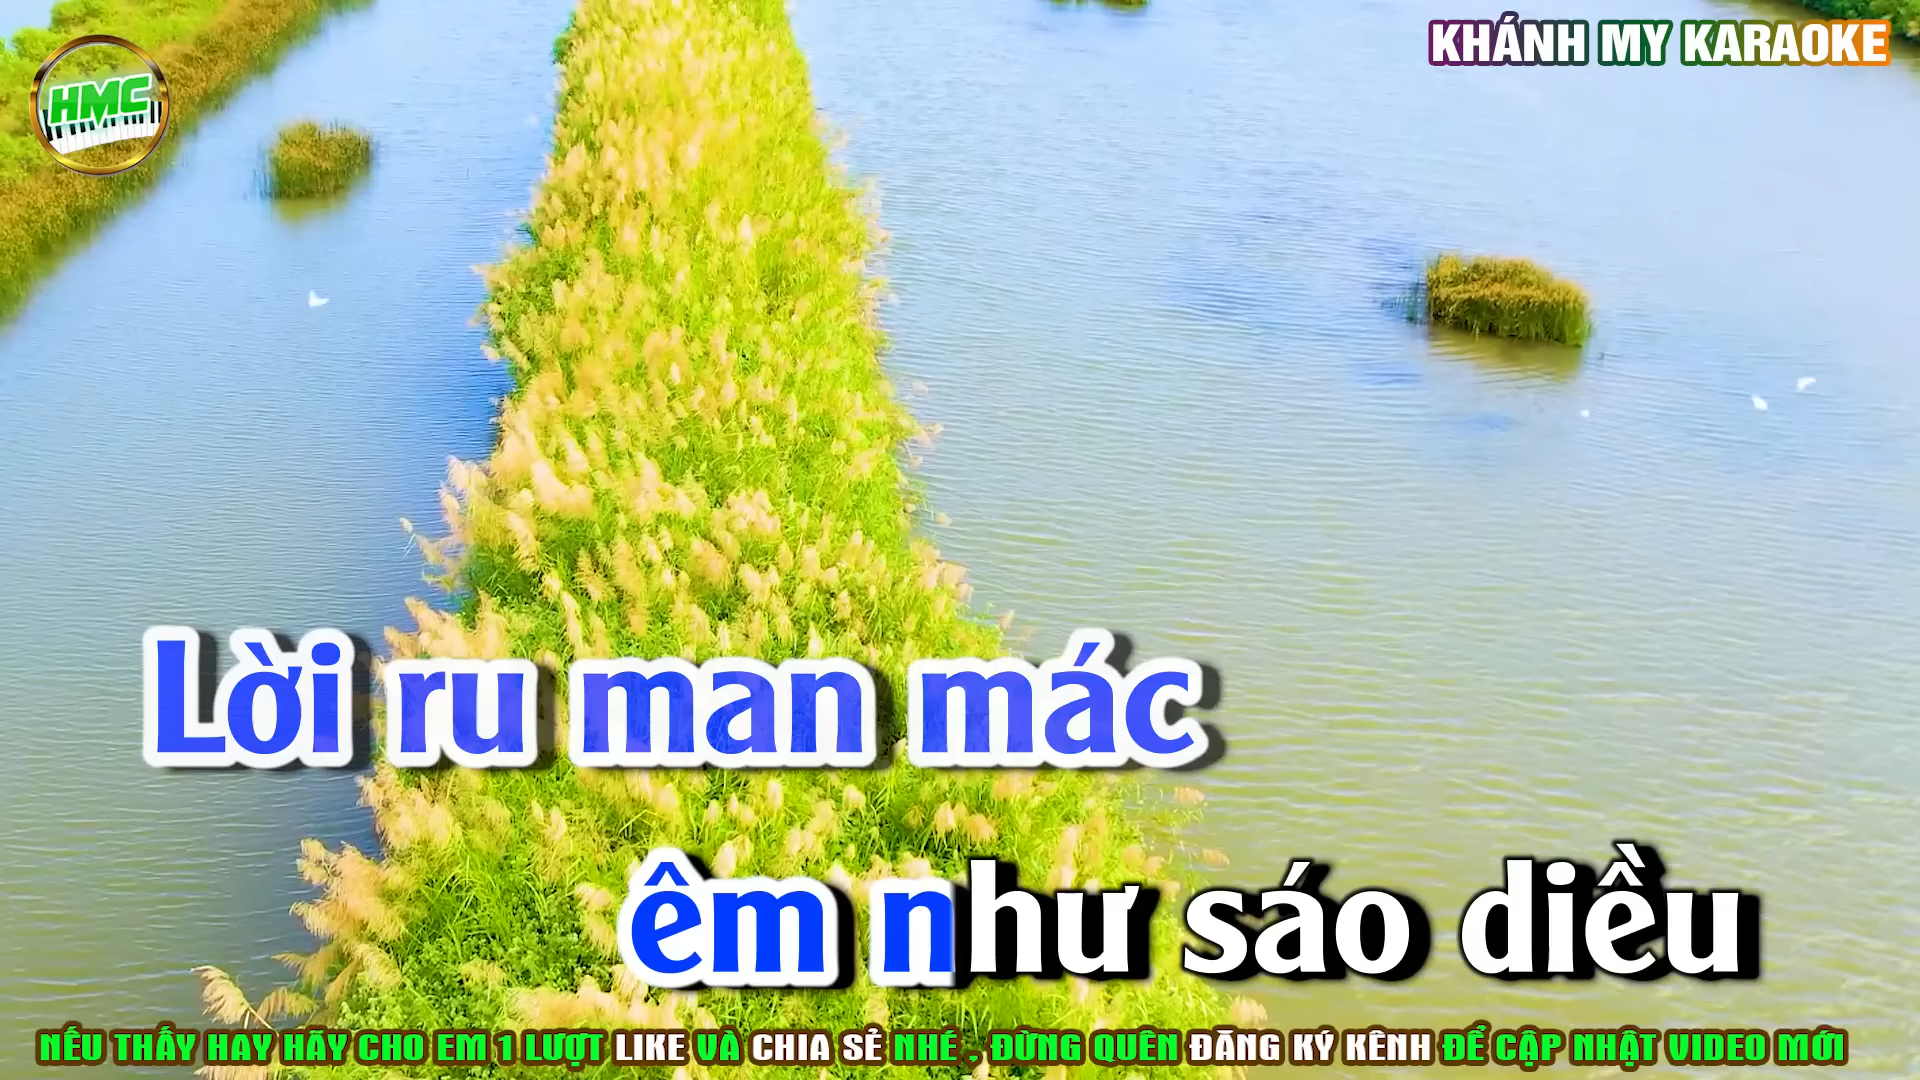 KHÁNH MY KARAOKE
HMC
Lời ru man mác
êm như sáo diều
NẾU THẤY HAY HÃY CHO EM 1 LƯỢT LIKE VÀ CHIA SẺ NHÉ , ĐỪNG QUÊN ĐĂNG KÝ KÊNH ĐỂ CẬP NHẬT VIDEO MỚI